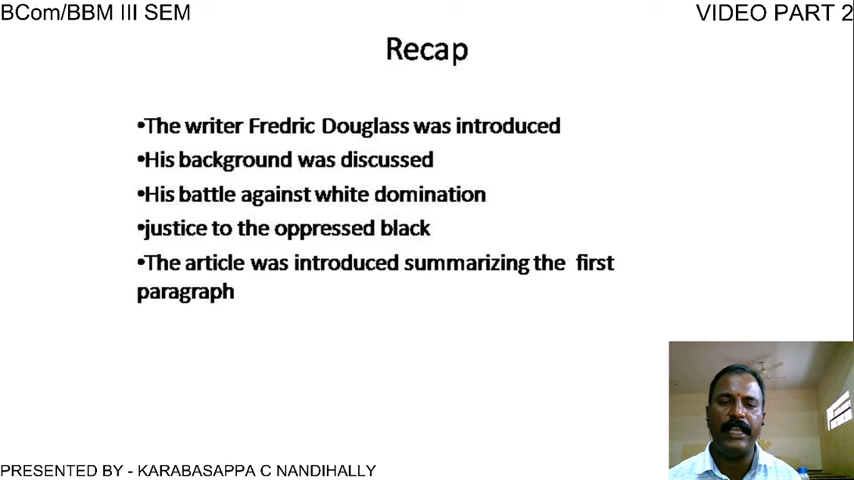 BCom/BBM III SEM
VIDEO PART 2
Recap
•The writer Fredric Douglass was introduced
•His background was discussed
•His battle against white domination
•justice to the oppressed black
•The article was introduced summarizing the first
paragraph
PRESENTED BY - KARABASAPPA C NANDIHALLY